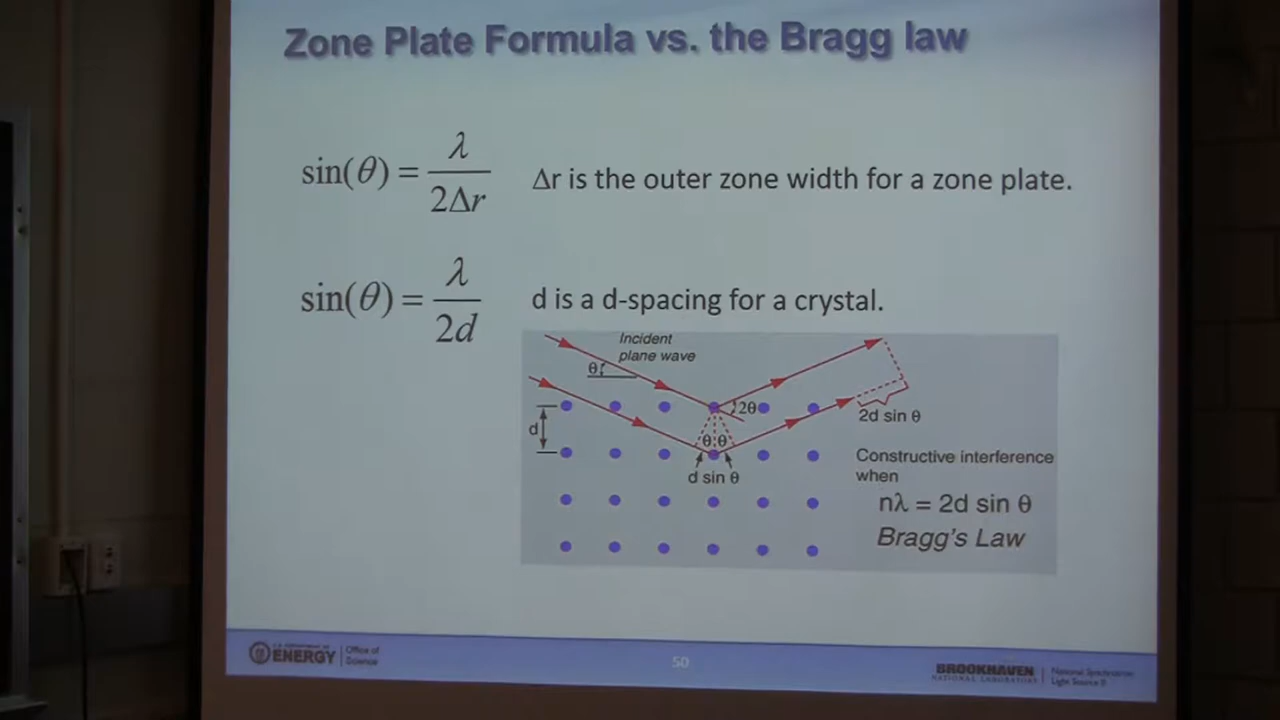 Zone Plate Formula vs. the Bragg law
sin(θ) = λ / 2Δr
Δr is the outer zone width for a zone plate.
sin(θ) = λ / 2d
d is a d-spacing for a crystal.
Incident
plane wave
θ
2θ
d
2d sin θ
θ θ
d sin θ
Constructive interference
when
nλ = 2d sin θ
Bragg's Law
ENERGY
Office of
Science
50
BROOKHAVEN
NATIONAL LABORATORY
National Synchrotron
Light Source II